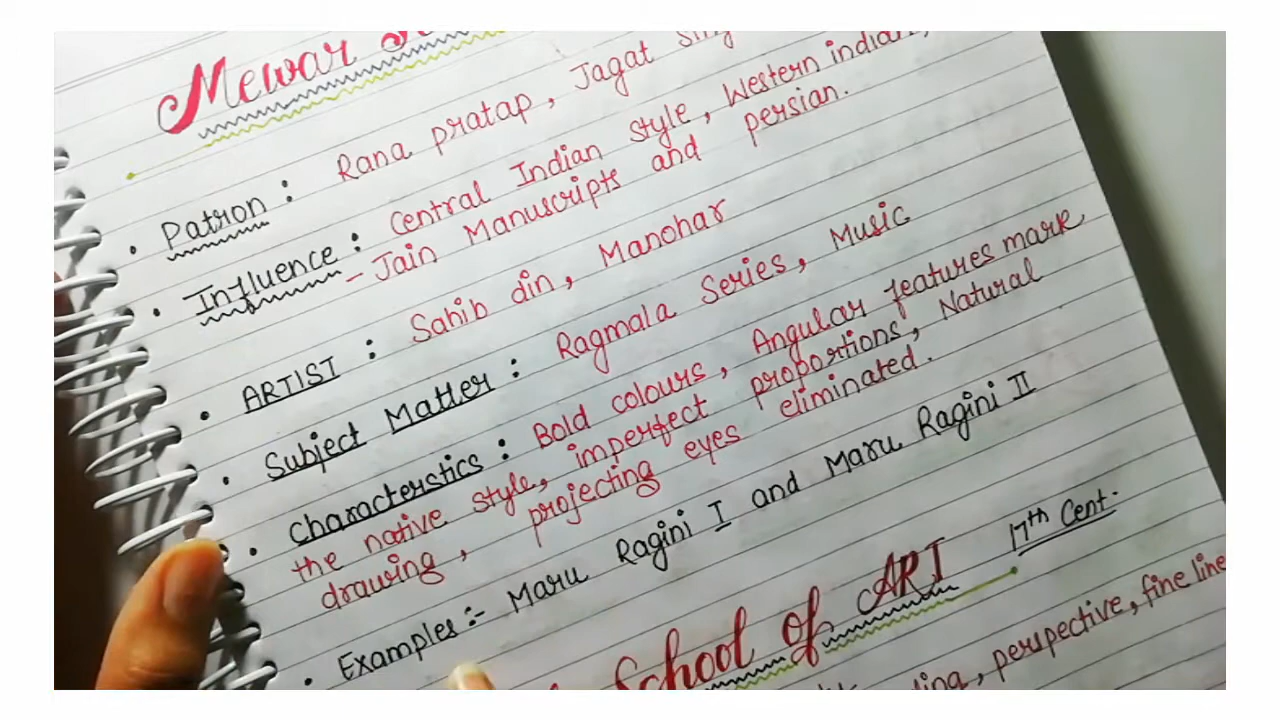 Mewar
• Patron : Rana pratap, Jagat
• Influence : Central Indian Style, Western indian,
- Jain Manuscripts and persian.
• ARTIST : Sahib din, Manohar
• Subject Matter : Ragmala Series, Music
• Characterstics : Bold colours, Angular features mark
the native style, imperfect proportions, Natural
drawing, projecting eyes eliminated.
• Examples :- Maru Ragini I and Maru Ragini II
School of ART 17th Cent.
perspective, fine line